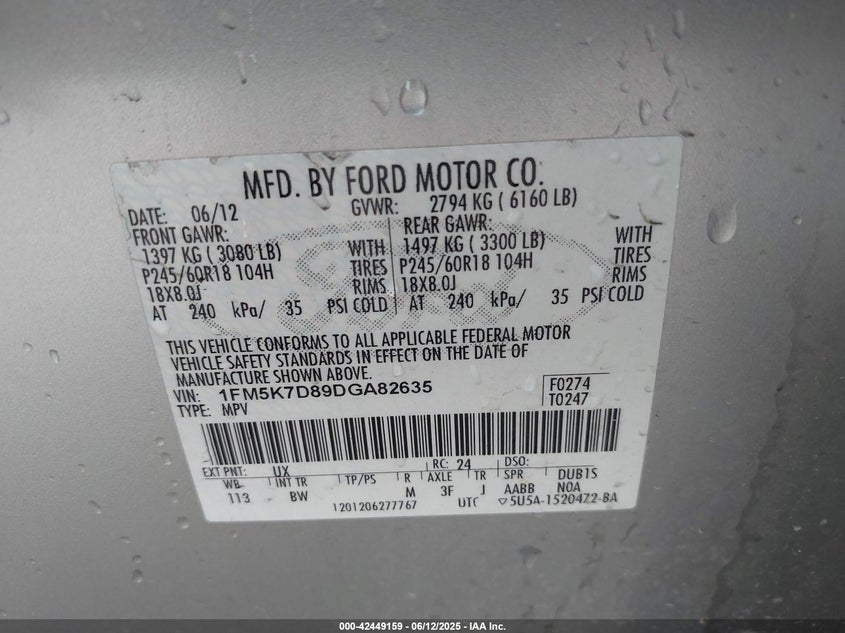 MFD. BY FORD MOTOR CO.
DATE: 06/12 GVWR: 2794 KG ( 6160 LB)
FRONT GAWR: REAR GAWR:
1397 KG ( 3080 LB) WITH 1497 KG ( 3300 LB) WITH
P245/60R18 104H TIRES P245/60R18 104H TIRES
18X8.0J RIMS 18X8.0J RIMS
AT 240 kPa/ 35 PSI COLD AT 240 kPa/ 35 PSI COLD
THIS VEHICLE CONFORMS TO ALL APPLICABLE FEDERAL MOTOR
VEHICLE SAFETY STANDARDS IN EFFECT ON THE DATE OF
MANUFACTURE SHOWN ABOVE.
VIN: 1FM5K7D89DGA82635 F0274
TYPE: MPV T0247
EXT PNT: UX RC: 24 DSO:
WB INT TR TP/PS R AXLE TR SPR DUB1S
113 BW M 3F J AABB NOA
1201206277767 UTC 5U5A-15204Z2-BA
000-42449159 - 06/12/2025 - IAA Inc.